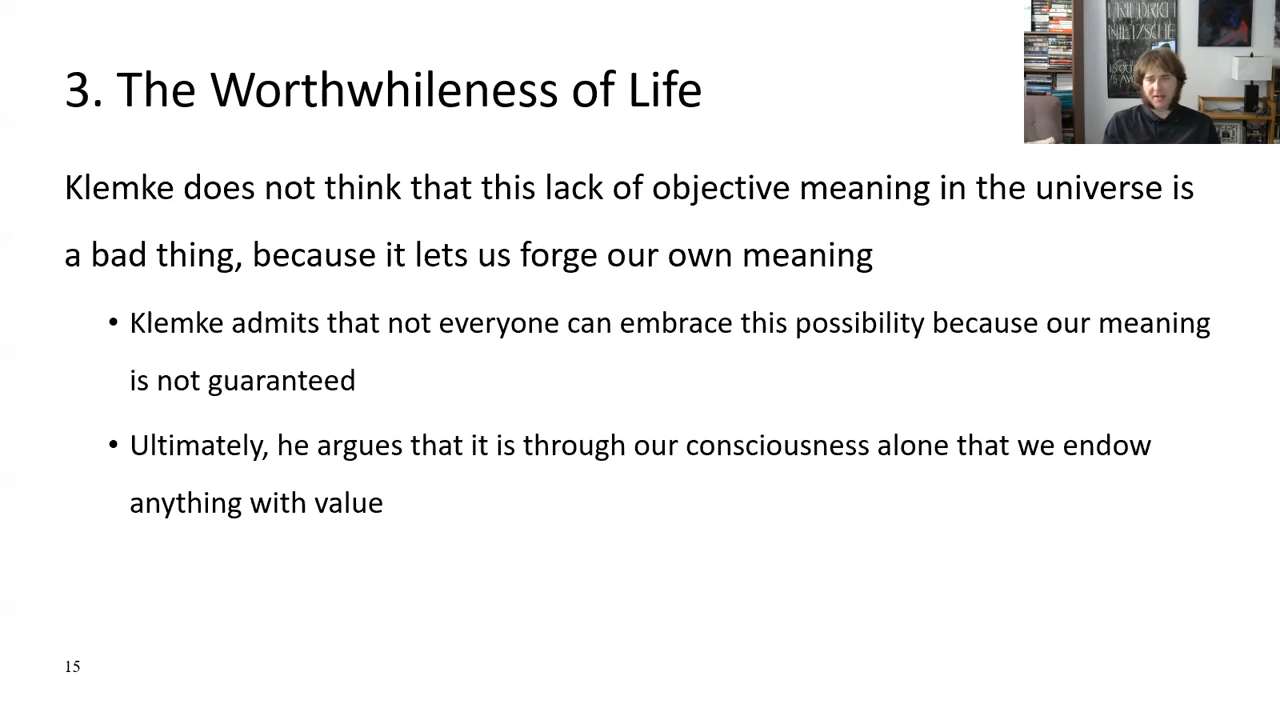 FRIEDRICH
NIETZSCHE
3. The Worthwhileness of Life
Klemke does not think that this lack of objective meaning in the universe is
a bad thing, because it lets us forge our own meaning
• Klemke admits that not everyone can embrace this possibility because our meaning
is not guaranteed
• Ultimately, he argues that it is through our consciousness alone that we endow
anything with value
15